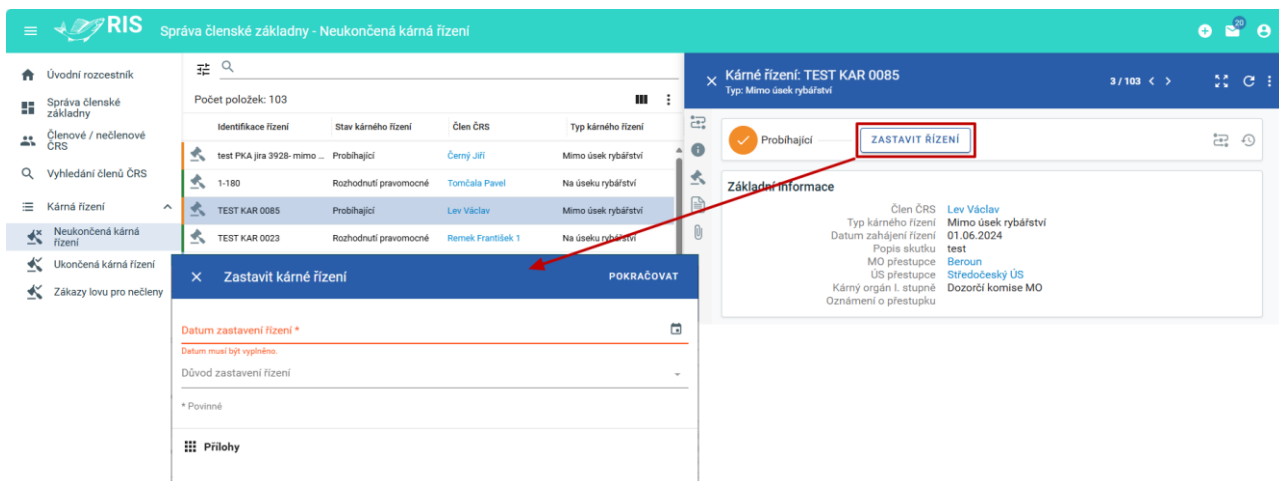 RIS
Správa členské základny - Neukončená kárná řízení
20
Úvodní rozcestník
Správa členské
základny
Členové / nečlenové
ČRS
Vyhledání členů ČRS
Kárná řízení
Neukončená kárná
řízení
Ukončená kárná řízení
Zákazy lovu pro nečleny
Počet položek: 103
Identifikace řízení Stav kárného řízení Člen ČRS Typ kárného řízení
test PKA jira 3928- mimo ... Probíhající Černý Jiří Mimo úsek rybářství
1-180 Rozhodnutí pravomocné Tomčala Pavel Na úseku rybářství
TEST KAR 0085 Probíhající Lev Václav Mimo úsek rybářství
TEST KAR 0023 Rozhodnutí pravomocné Remek František 1 Na úseku rybářství
Kárné řízení: TEST KAR 0085
Typ: Mimo úsek rybářství
3 / 103
Probíhající
ZASTAVIT ŘÍZENÍ
Základní informace
Člen ČRS Lev Václav
Typ kárného řízení Mimo úsek rybářství
Datum zahájení řízení 01.06.2024
Popis skutku test
MO přestupce Beroun
ÚS přestupce Středočeský ÚS
Kárný orgán I. stupně Dozorčí komise MO
Oznámení o přestupku
Zastavit kárné řízení
POKRAČOVAT
Datum zastavení řízení *
Datum musí být vyplněno.
Důvod zastavení řízení
* Povinné
Přílohy